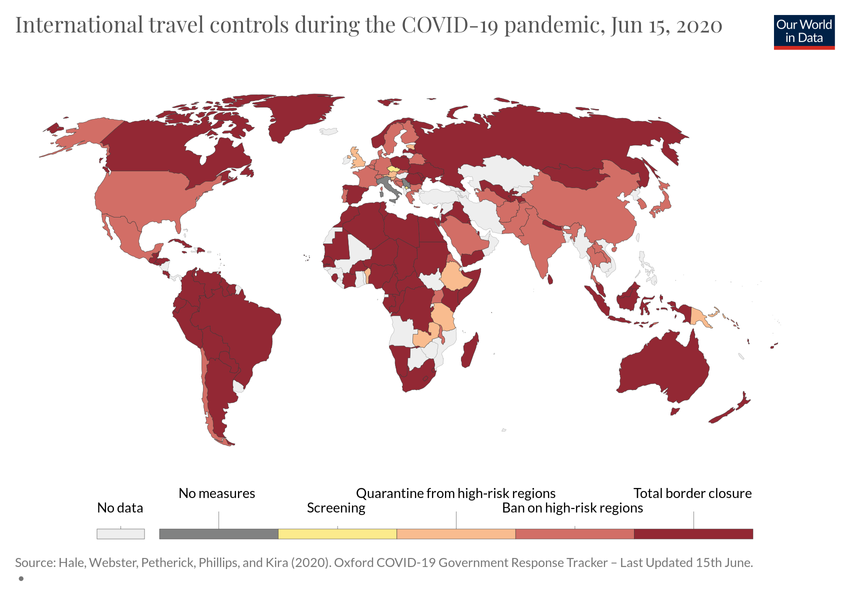 International travel controls during the COVID-19 pandemic, Jun 15, 2020
Our World
in Data
No data
No measures
Screening
Quarantine from high-risk regions
Ban on high-risk regions
Total border closure
Source: Hale, Webster, Petherick, Phillips, and Kira (2020). Oxford COVID-19 Government Response Tracker – Last Updated 15th June.